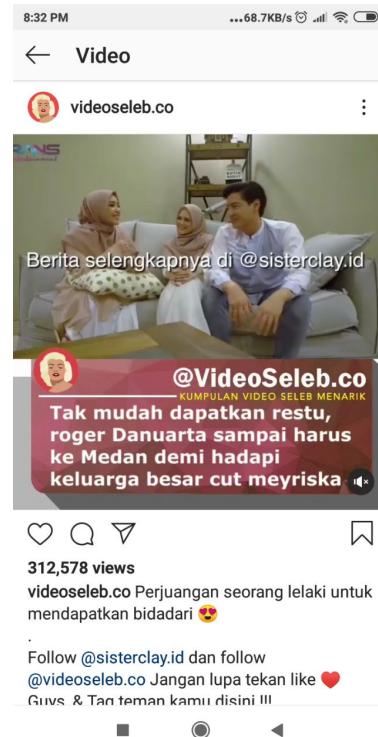 8:32 PM
...68.7KB/s
Video
videoseleb.co
TRANS
Entertainment
Berita selengkapnya di @sisterclay.id
@VideoSeleb.co
KUMPULAN VIDEO SELEB MENARIK
Tak mudah dapatkan restu,
roger Danuarta sampai harus
ke Medan demi hadapi
keluarga besar cut meyriska
312,578 views
videoseleb.co Perjuangan seorang lelaki untuk
mendapatkan bidadari 😍
.
Follow @sisterclay.id dan follow
@videoseleb.co Jangan lupa tekan like ❤️
Guys, & Tag teman kamu disini !!!